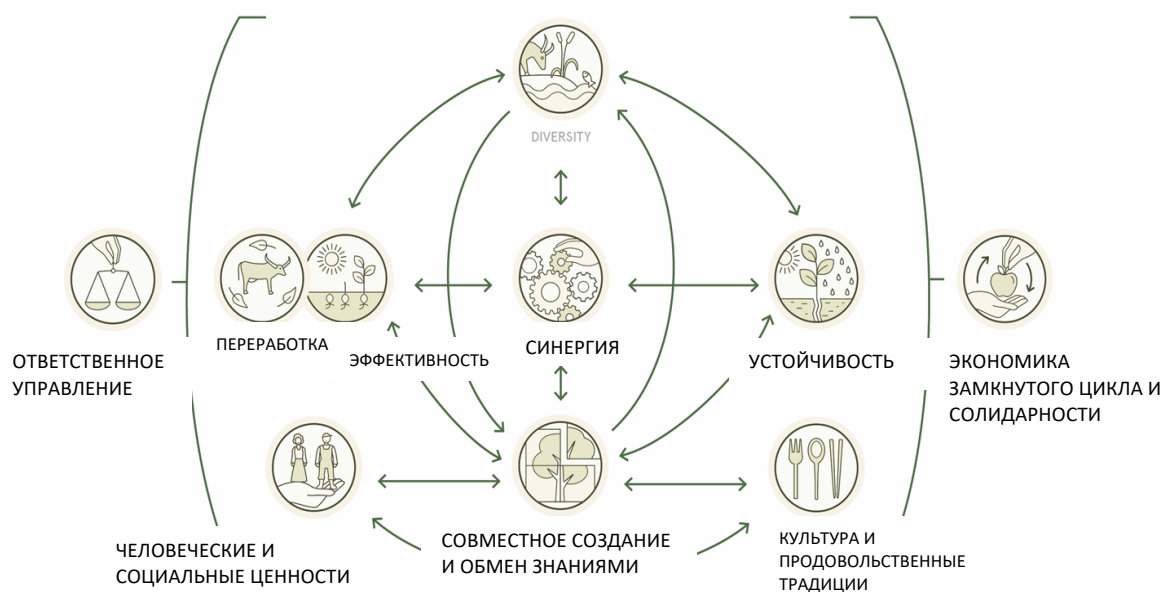 DIVERSITY
ПЕРЕРАБОТКА
ЭФФЕКТИВНОСТЬ
СИНЕРГИЯ
УСТОЙЧИВОСТЬ
ОТВЕТСТВЕННОЕ
УПРАВЛЕНИЕ
ЭКОНОМИКА
ЗАМКНУТОГО ЦИКЛА И
СОЛИДАРНОСТИ
ЧЕЛОВЕЧЕСКИЕ И
СОЦИАЛЬНЫЕ ЦЕННОСТИ
СОВМЕСТНОЕ СОЗДАНИЕ
И ОБМЕН ЗНАНИЯМИ
КУЛЬТУРА И
ПРОДОВОЛЬСТВЕННЫЕ
ТРАДИЦИИ